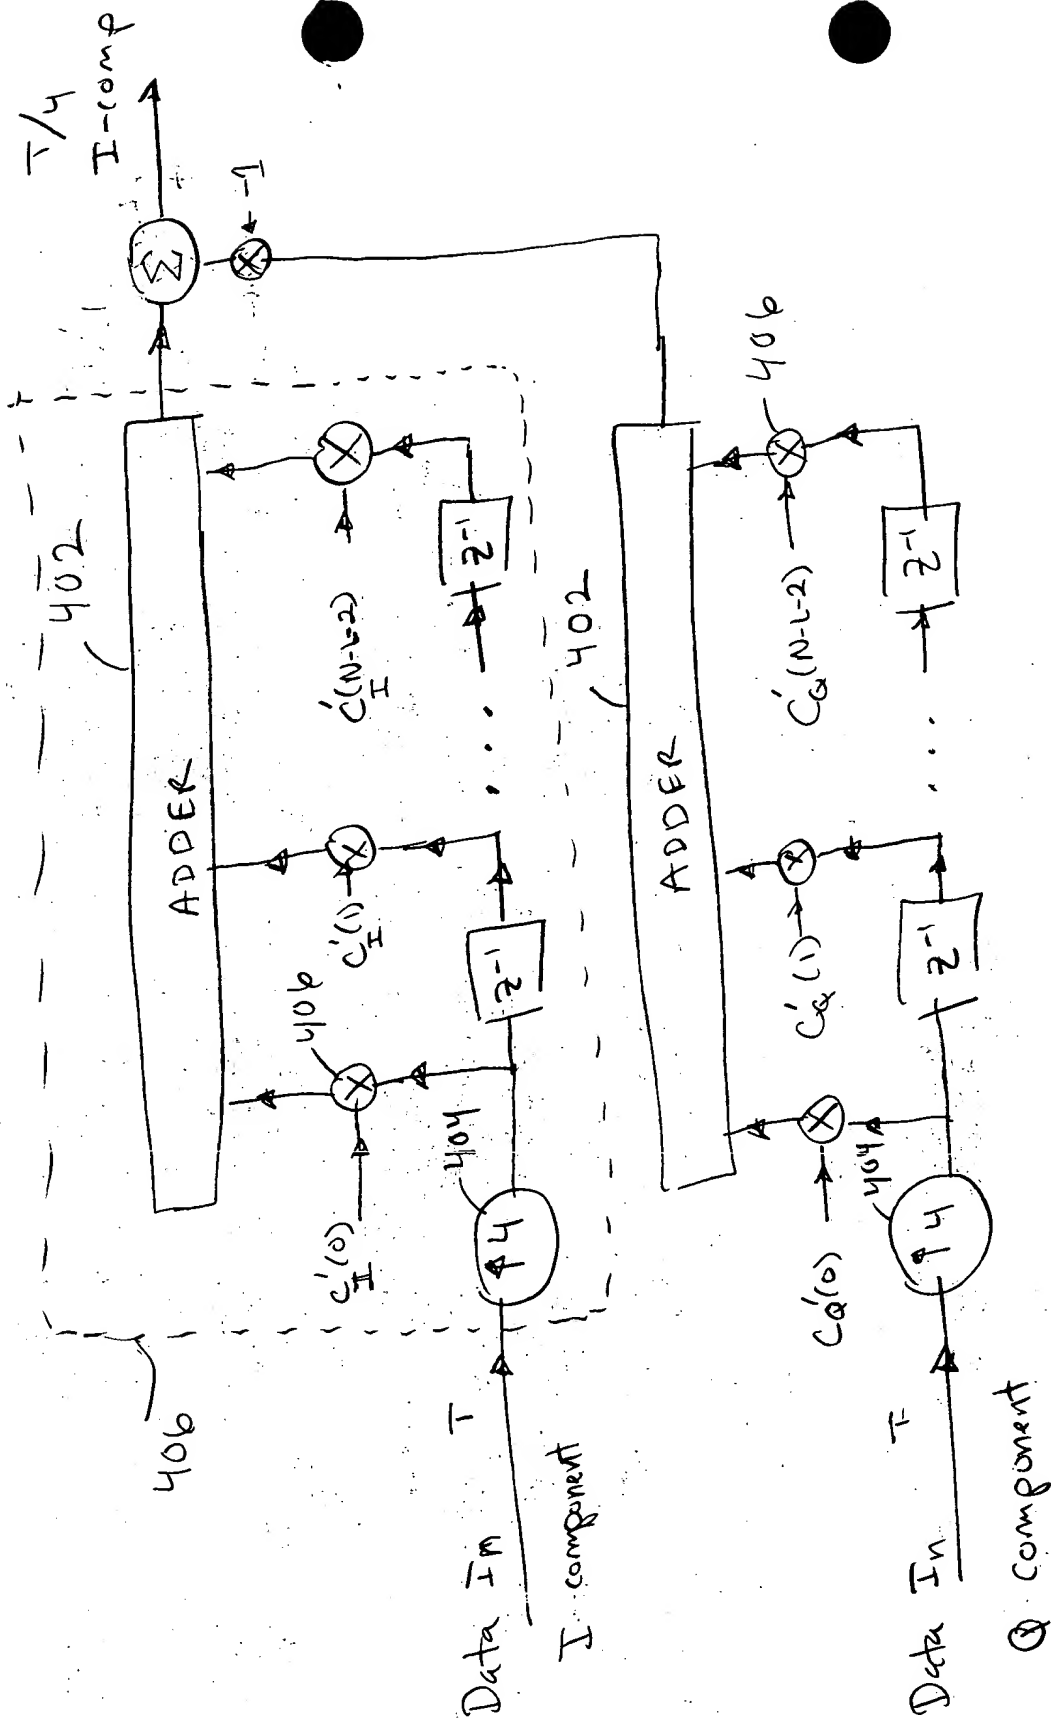 T/4
I-comp
Σ
-1
402
ADDER
406
C'I(0)
406
C'I(1)
C'I(N-L-2)
404
↑4
Z⁻¹
Z⁻¹
Data In
T
I component
402
ADDER
C'Q(0)
C'Q(1)
C'Q(N-L-2)
406
404
↑4
Z⁻¹
Z⁻¹
Data In
T
Q component